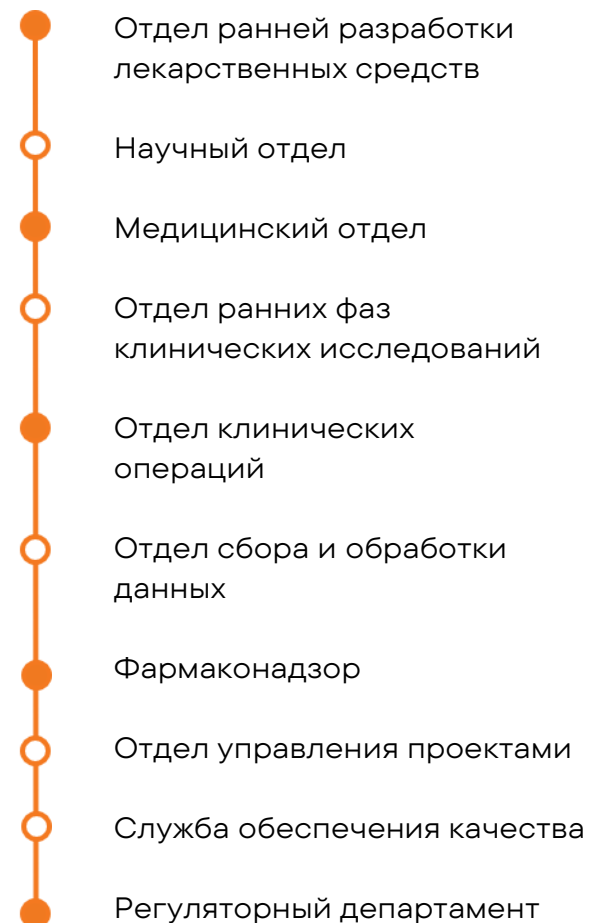 Отдел ранней разработки
лекарственных средств
Научный отдел
Медицинский отдел
Отдел ранних фаз
клинических исследований
Отдел клинических
операций
Отдел сбора и обработки
данных
Фармаконадзор
Отдел управления проектами
Служба обеспечения качества
Регуляторный департамент